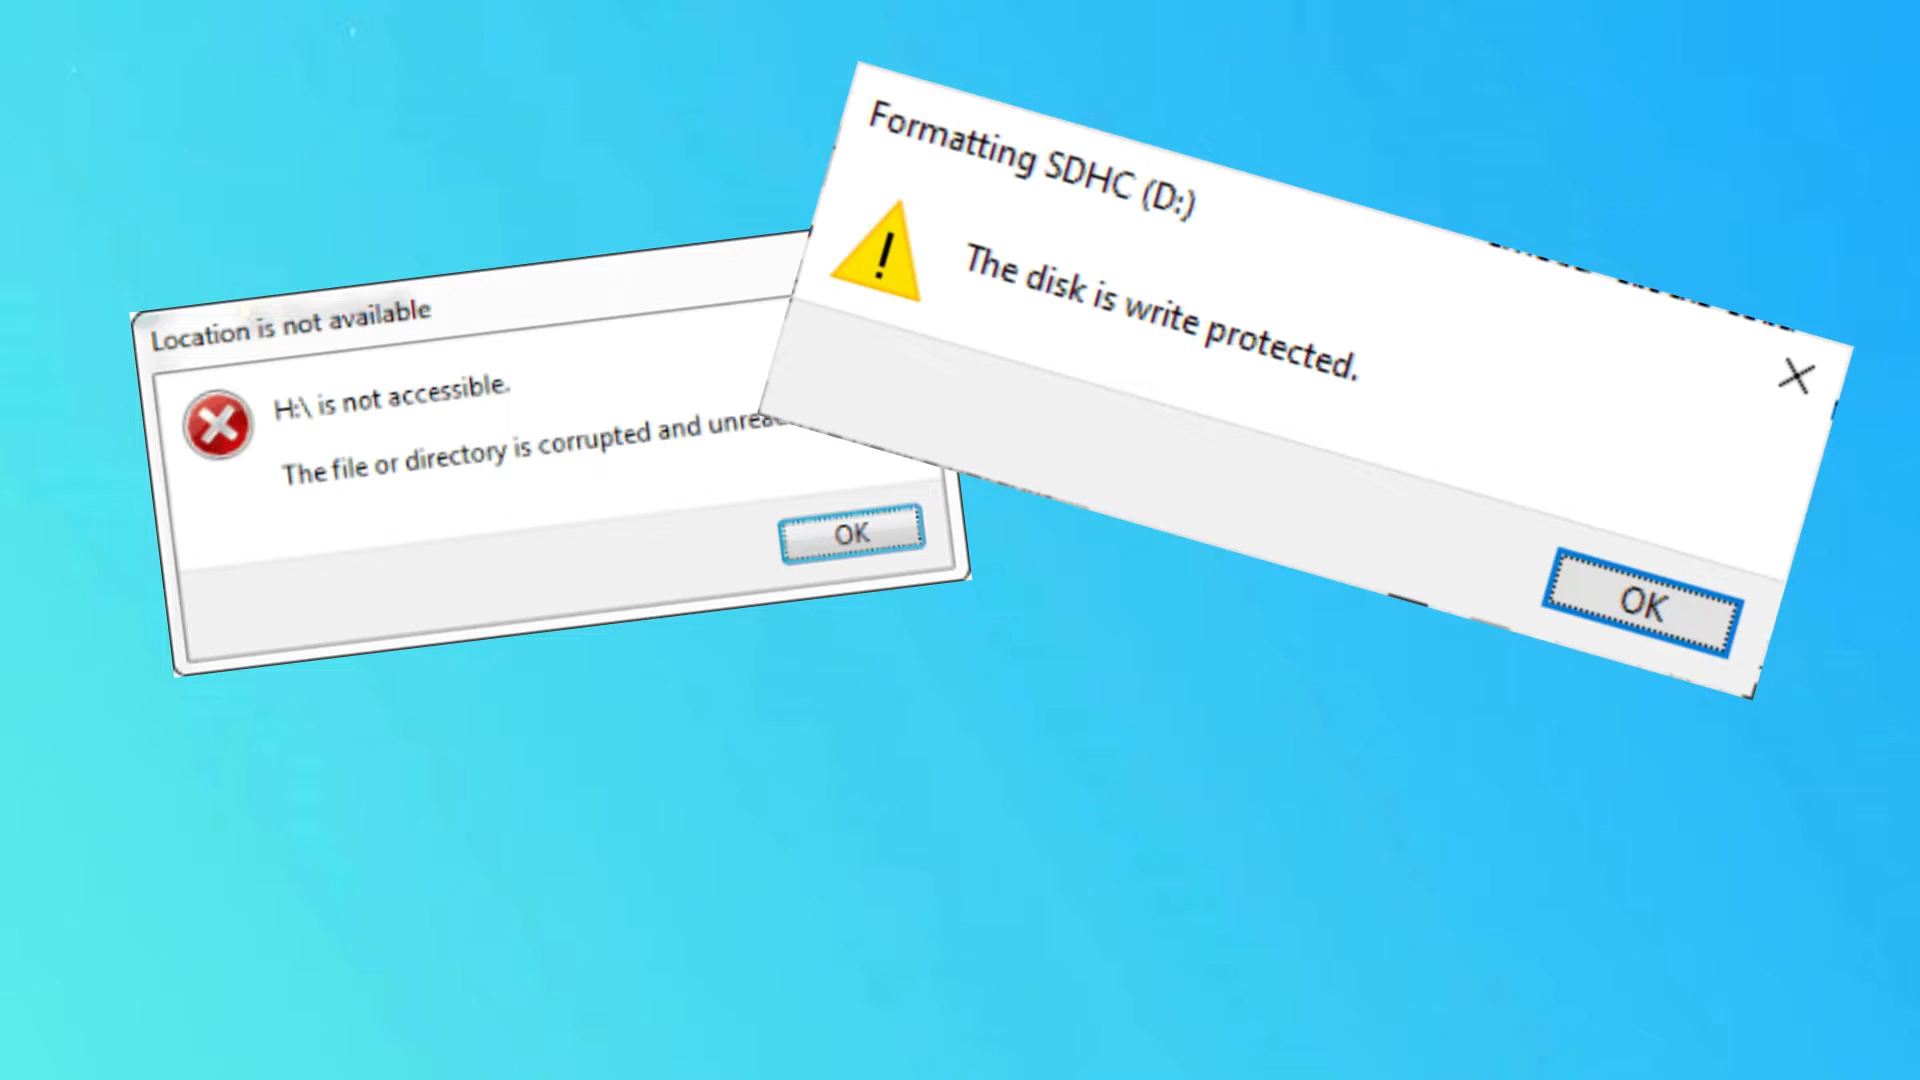 Location is not available
H:\ is not accessible.
The file or directory is corrupted and
OK
Formatting SDHC (D:)
The disk is write protected.
OK